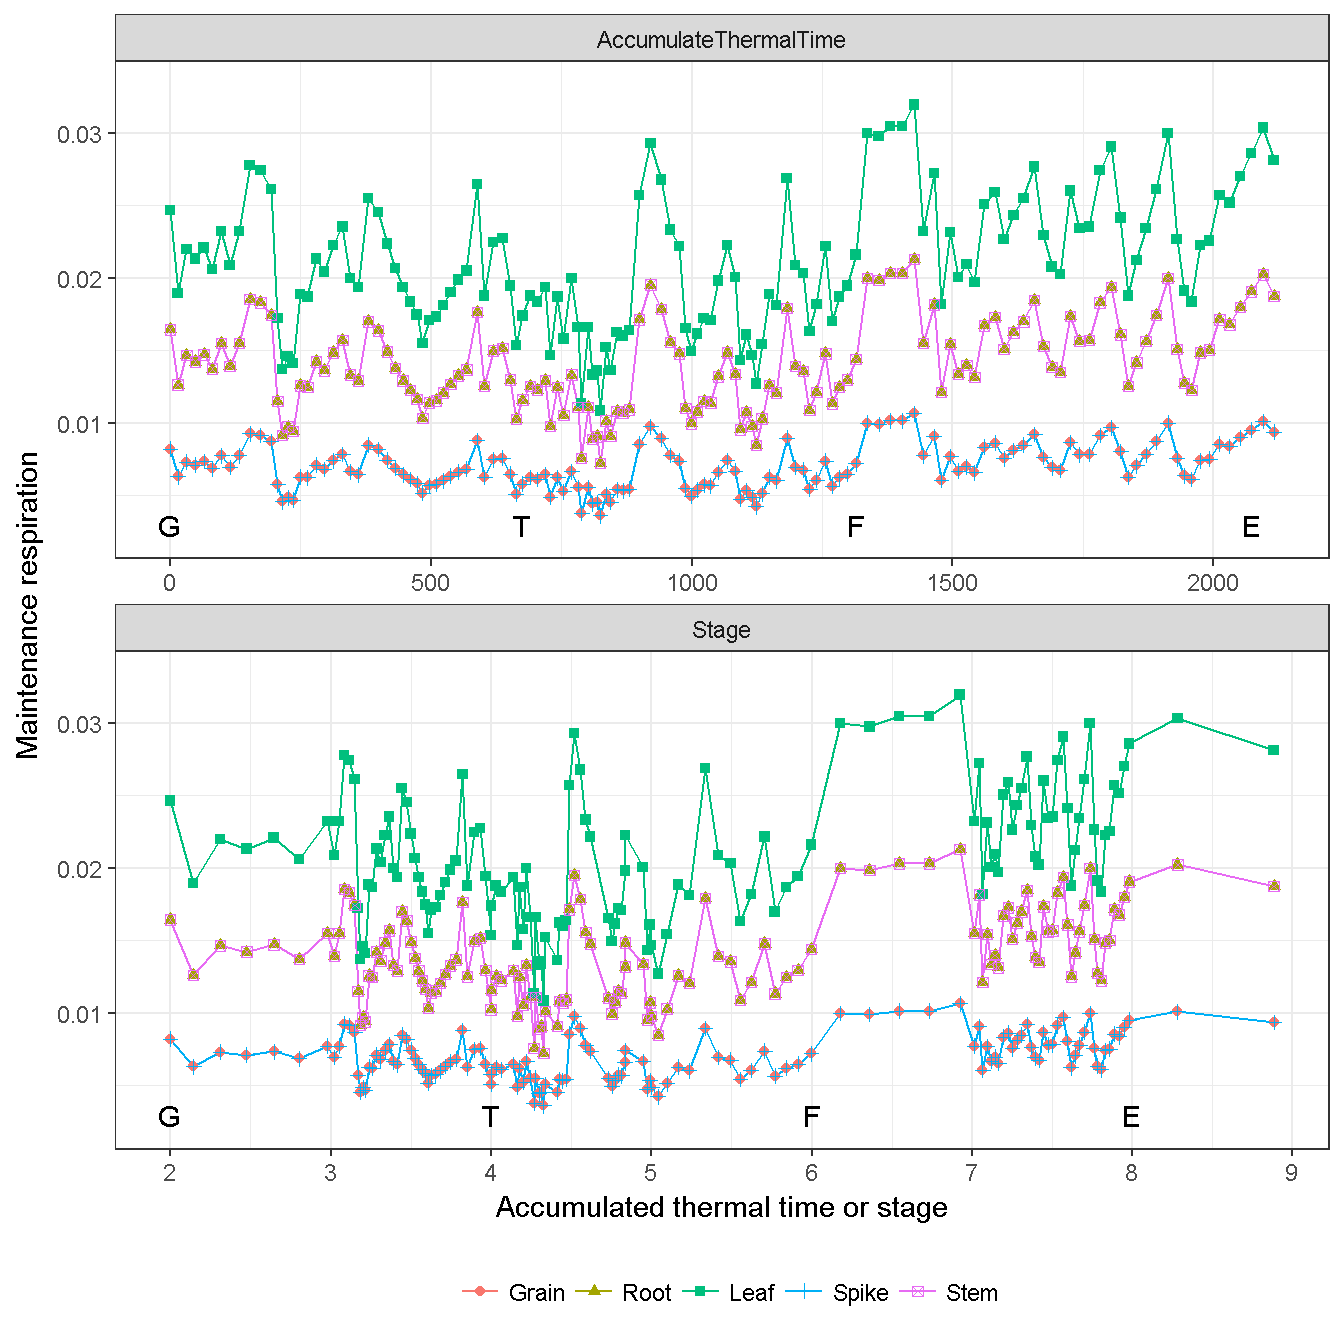 AccumulateThermalTime
0.03
0.02
0.01
G T F E
0 500 1000 1500 2000
Maintenance respiration
Stage
0.03
0.02
0.01
G T F E
2 3 4 5 6 7 8 9
Accumulated thermal time or stage
Grain Root Leaf Spike Stem